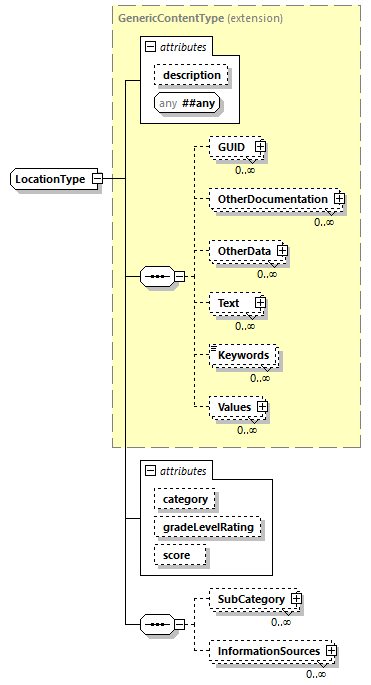 GenericContentType (extension)
attributes
description
any ##any
LocationType
GUID
0..∞
OtherDocumentation
0..∞
OtherData
0..∞
Text
0..∞
Keywords
0..∞
Values
0..∞
attributes
category
gradeLevelRating
score
SubCategory
0..∞
InformationSources
0..∞